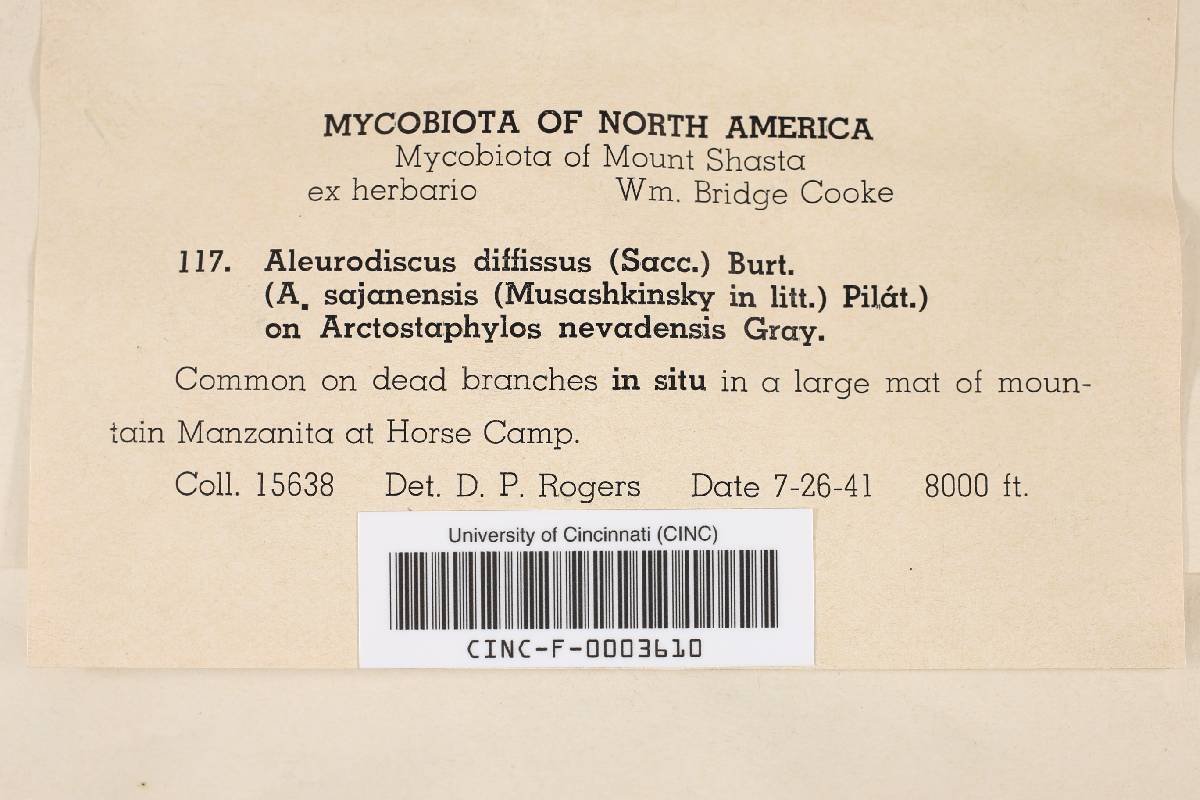 MYCOBIOTA OF NORTH AMERICA
Mycobiota of Mount Shasta
ex herbario Wm. Bridge Cooke
117. Aleurodiscus diffissus (Sacc.) Burt.
(A. sajanensis (Musashkinsky in litt.) Pilát.)
on Arctostaphylos nevadensis Gray.
Common on dead branches in situ in a large mat of moun-
tain Manzanita at Horse Camp.
Coll. 15638 Det. D. P. Rogers Date 7-26-41 8000 ft.
University of Cincinnati (CINC)
CINC-F-0003610